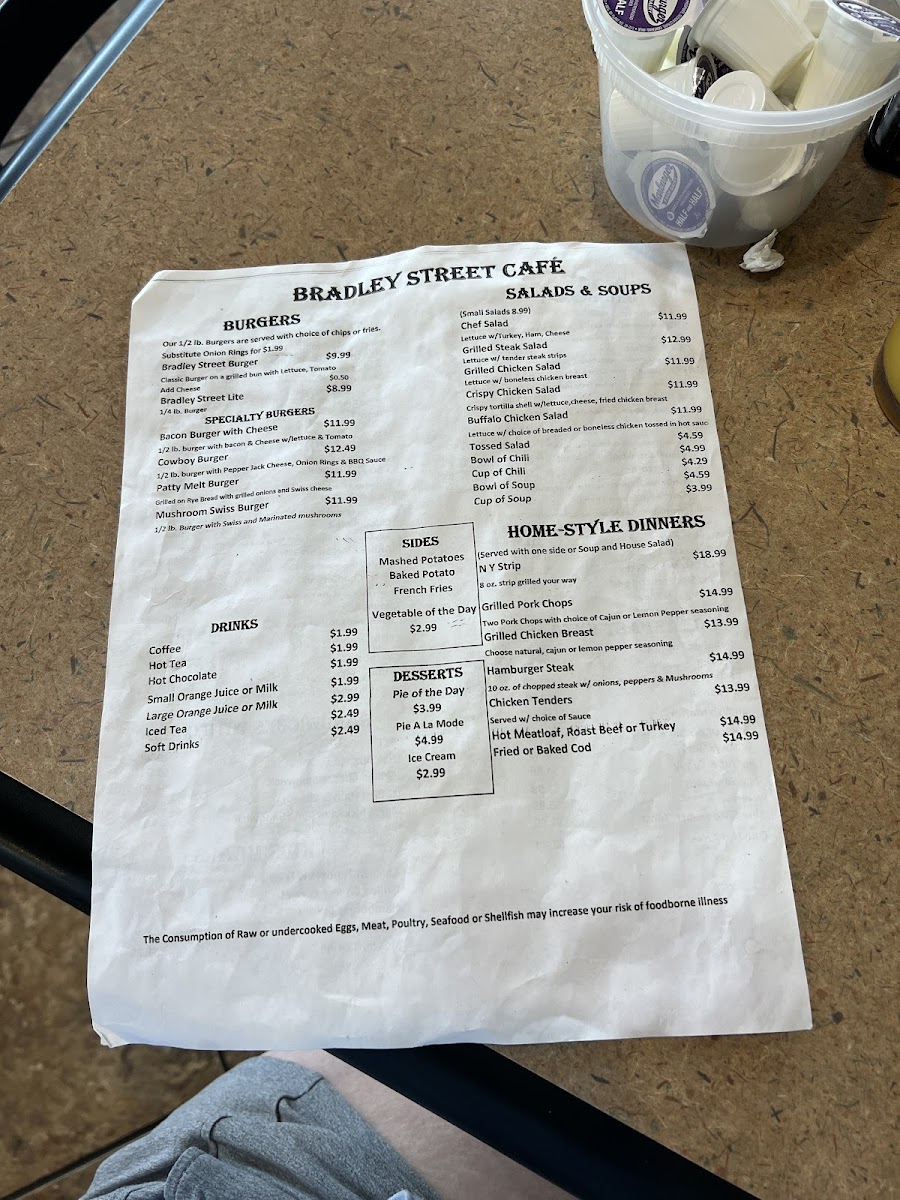 BRADLEY STREET CAFÉ
BURGERS
Our 1/2 lb. Burgers are served with choice of chips or fries.
Substitute Onion Rings for $1.99
Bradley Street Burger $9.99
Classic Burger on a grilled bun with Lettuce, Tomato
Add Cheese $0.50
Bradley Street Lite $8.99
1/4 lb. Burger
SPECIALTY BURGERS
Bacon Burger with Cheese $11.99
1/2 lb. burger with bacon & Cheese w/lettuce & Tomato
Cowboy Burger $12.49
1/2 lb. burger with Pepper Jack Cheese, Onion Rings & BBQ Sauce
Patty Melt Burger $11.99
Grilled on Rye Bread with grilled onions and Swiss cheese
Mushroom Swiss Burger $11.99
1/2 lb. Burger with Swiss and Marinated mushrooms
SALADS & SOUPS
(Small Salads 8.99)
Chef Salad $11.99
Lettuce w/Turkey, Ham, Cheese
Grilled Steak Salad $12.99
Lettuce w/ tender steak strips
Grilled Chicken Salad $11.99
Lettuce w/ boneless chicken breast
Crispy Chicken Salad $11.99
Crispy tortilla shell w/lettuce,cheese, fried chicken breast
Buffalo Chicken Salad $11.99
Lettuce w/ choice of breaded or boneless chicken tossed in hot sauc
Tossed Salad $4.59
Bowl of Chili $4.99
Cup of Chili $4.29
Bowl of Soup $4.59
Cup of Soup $3.99
SIDES
Mashed Potatoes
Baked Potato
French Fries
Vegetable of the Day
$2.99
HOME-STYLE DINNERS
(Served with one side or Soup and House Salad)
N Y Strip $18.99
8 oz. strip grilled your way
Grilled Pork Chops $14.99
Two Pork Chops with choice of Cajun or Lemon Pepper seasoning
Grilled Chicken Breast $13.99
Choose natural, cajun or lemon pepper seasoning
Hamburger Steak $14.99
10 oz. of chopped steak w/ onions, peppers & Mushrooms
Chicken Tenders $13.99
Served w/ choice of Sauce
Hot Meatloaf, Roast Beef or Turkey $14.99
Fried or Baked Cod $14.99
DRINKS
Coffee $1.99
Hot Tea $1.99
Hot Chocolate $1.99
Small Orange Juice or Milk $1.99
Large Orange Juice or Milk $2.99
Iced Tea $2.49
Soft Drinks $2.49
DESSERTS
Pie of the Day
$3.99
Pie A La Mode
$4.99
Ice Cream
$2.99
The Consumption of Raw or undercooked Eggs, Meat, Poultry, Seafood or Shellfish may increase your risk of foodborne illness
HALF AND HALF
HALF